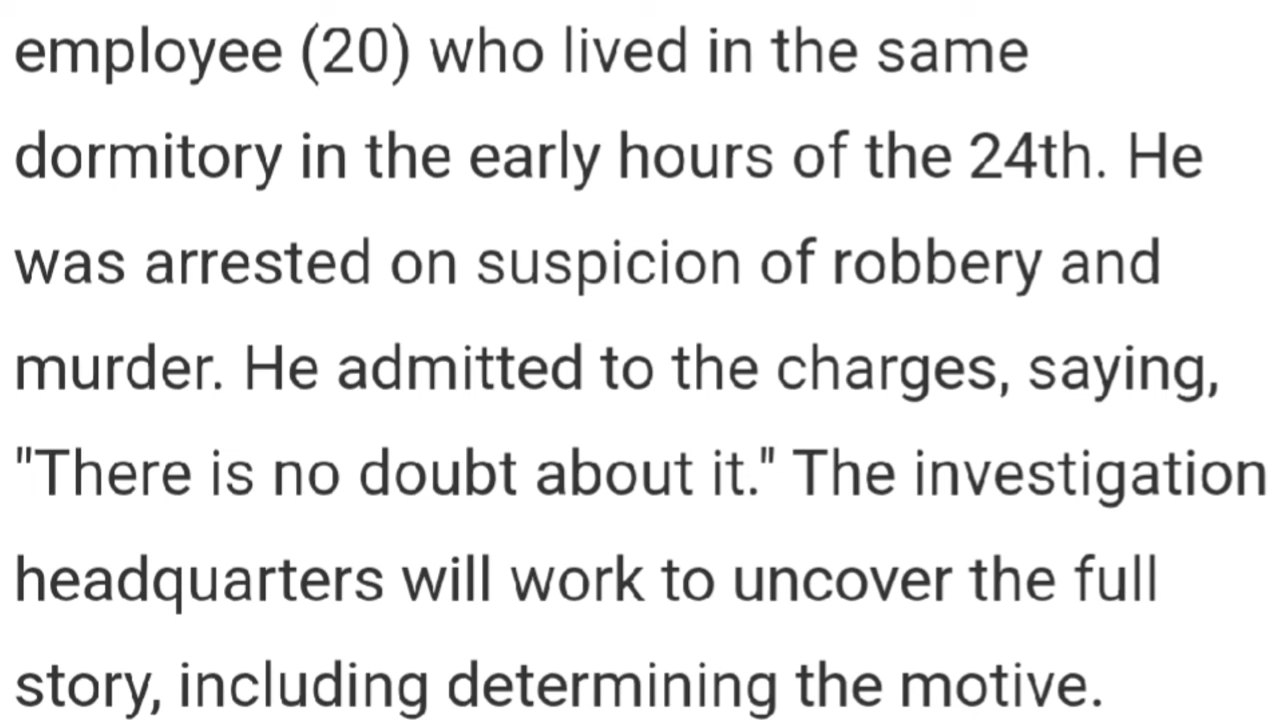 employee (20) who lived in the same
dormitory in the early hours of the 24th. He
was arrested on suspicion of robbery and
murder. He admitted to the charges, saying,
"There is no doubt about it." The investigation
headquarters will work to uncover the full
story, including determining the motive.